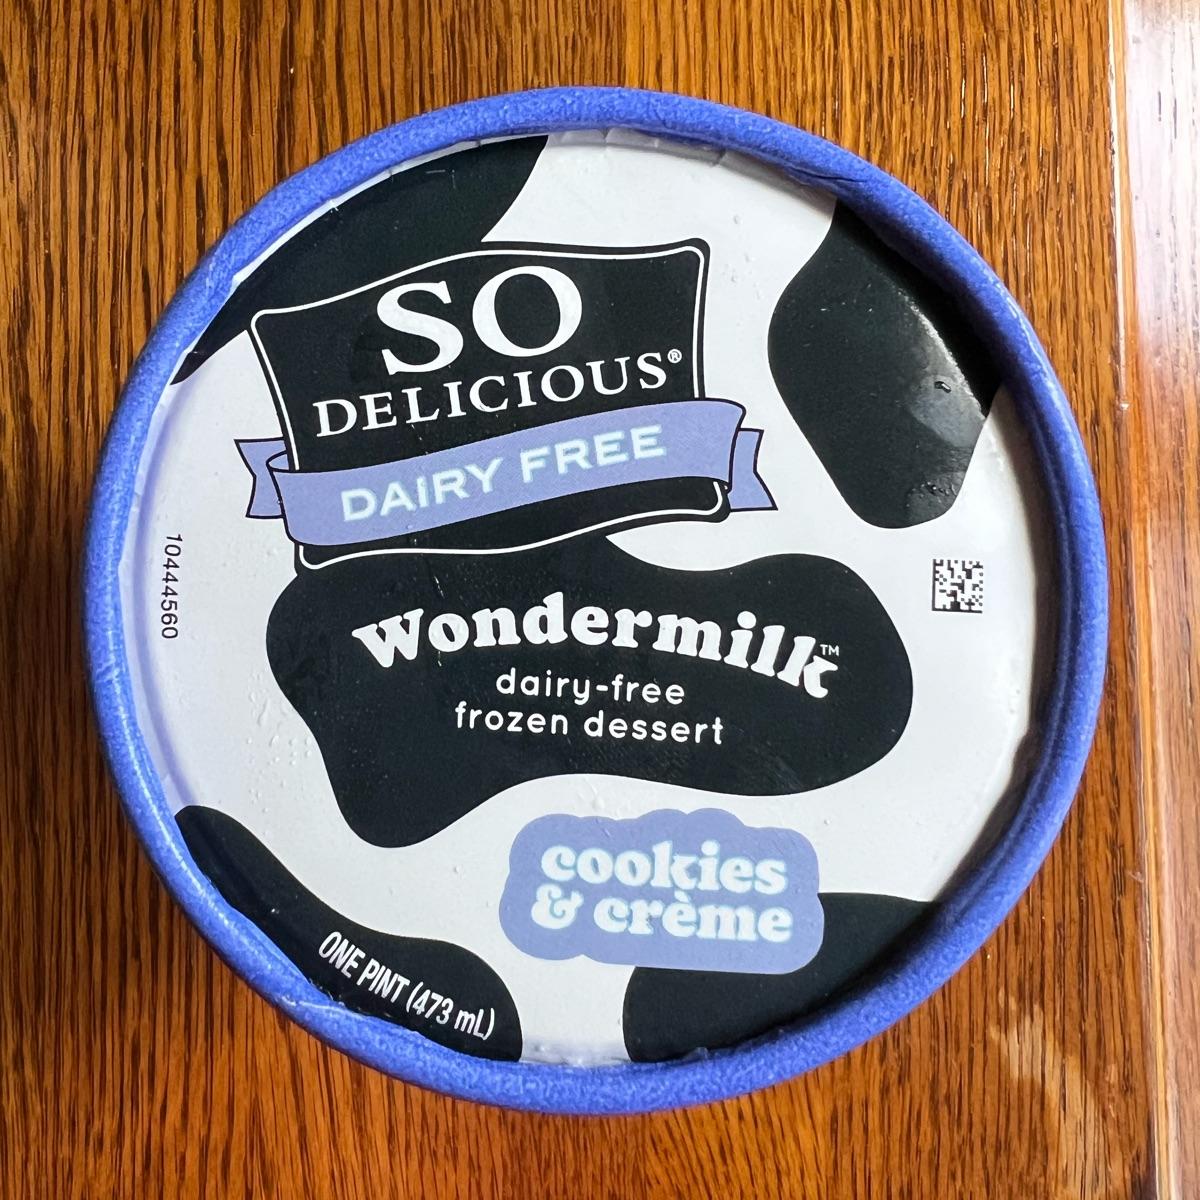 SO
DELICIOUS®
DAIRY FREE
10444560
Wondermilk™
dairy-free
frozen dessert
cookies
& crème
ONE PINT (473 mL)